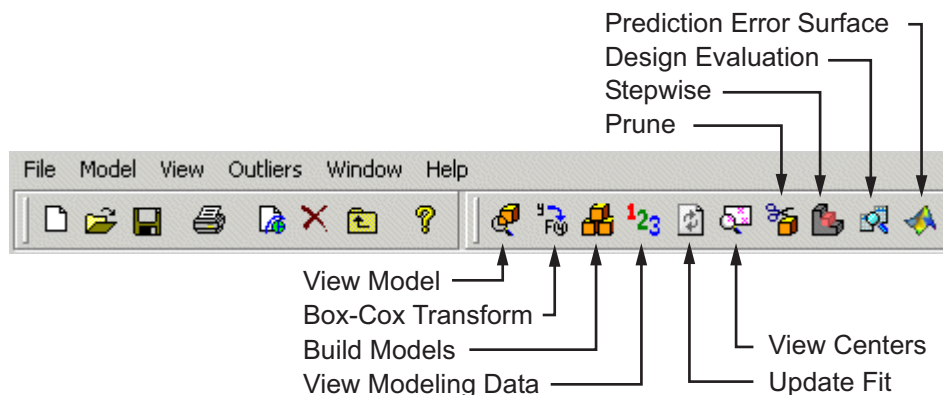 Prediction Error Surface
Design Evaluation
Stepwise
Prune
File Model View Outliers Window Help
y F(y) 123
View Model
Box-Cox Transform
Build Models
View Modeling Data
View Centers
Update Fit